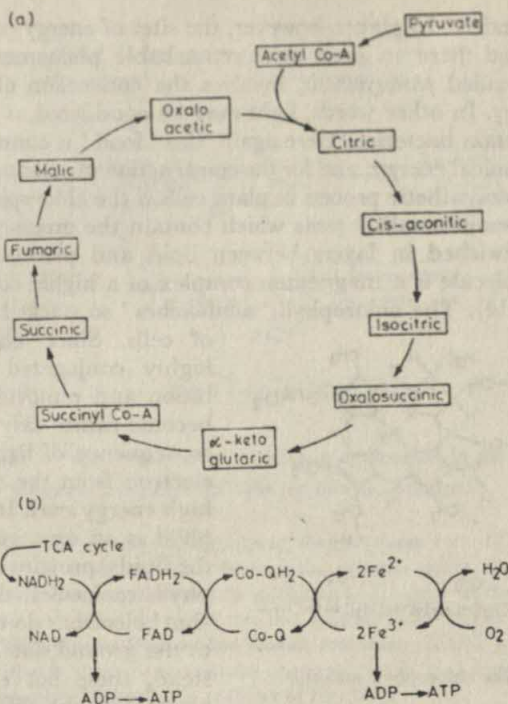 (a)
Pyruvate
Acetyl Co-A
Oxalo
acetic
Citric
Malic
Cis-aconitic
Fumaric
Isocitric
Succinic
Oxalosuccinic
Succinyl Co-A
α-keto
glutaric
(b)
TCA cycle
NADH₂ FADH₂ Co-QH₂ 2Fe²⁺ H₂O
NAD FAD Co-Q 2Fe³⁺ O₂
ADP → ATP ADP → ATP